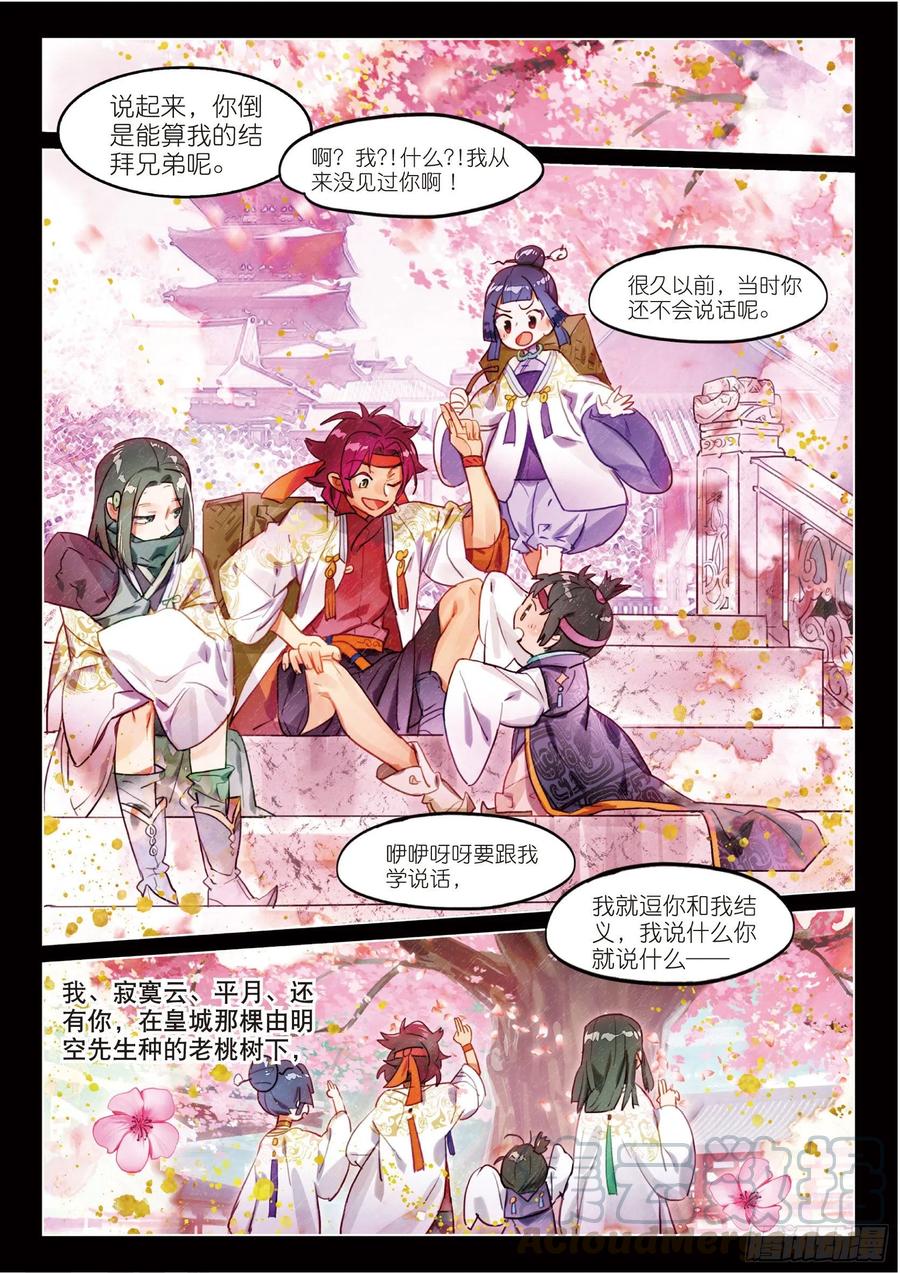 说起来，你倒
是能算我的结
拜兄弟呢。
啊？我?!什么?!我从
来没见过你啊！
很久以前，当时你
还不会说话呢。
咿咿呀呀要跟我
学说话，
我就逗你和我结
义，我说什么你
就说什么——
我、寂寞云、平月、还
有你，在皇城那棵由明
空先生种的老桃树下，